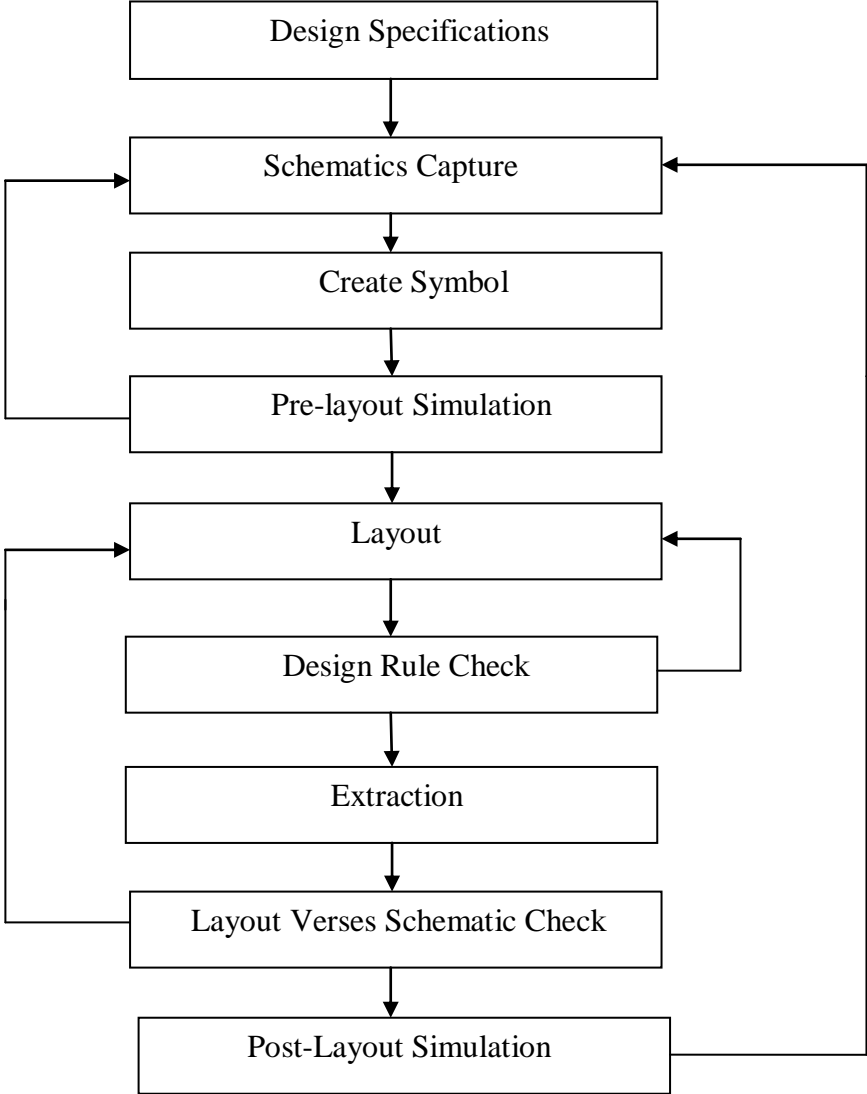 Design Specifications
Schematics Capture
Create Symbol
Pre-layout Simulation
Layout
Design Rule Check
Extraction
Layout Verses Schematic Check
Post-Layout Simulation